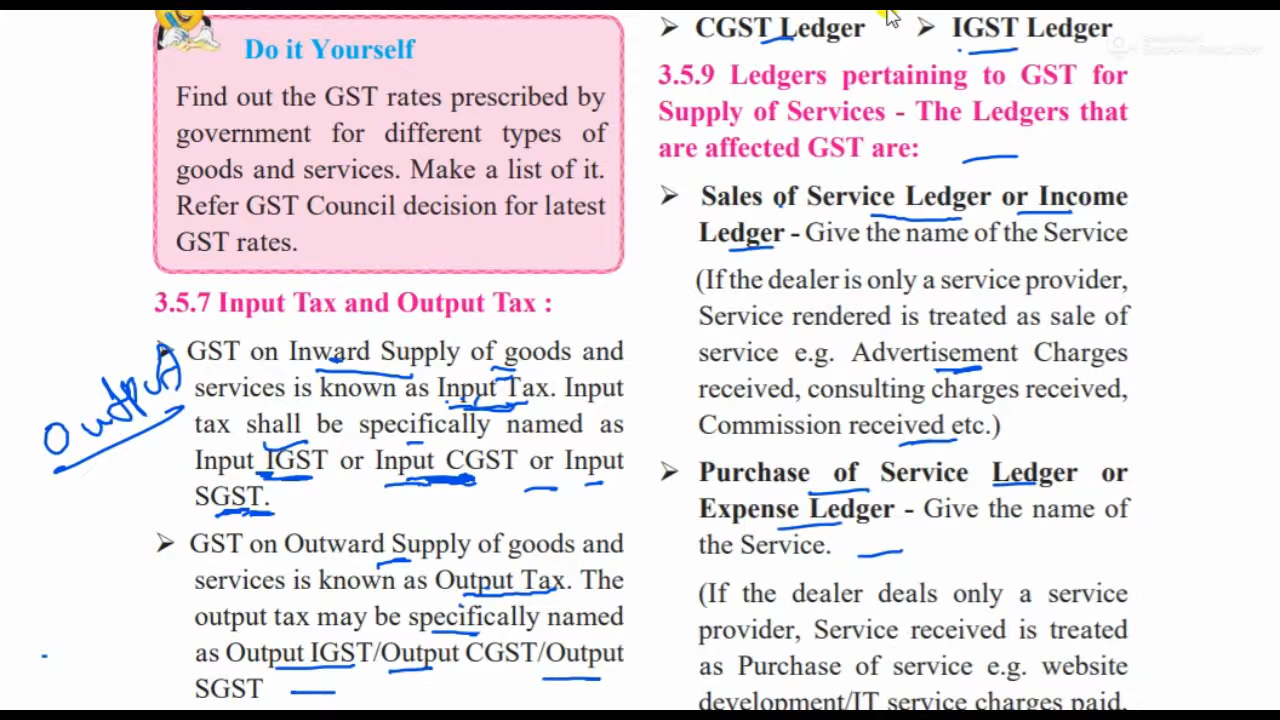 Do it Yourself
Find out the GST rates prescribed by
government for different types of
goods and services. Make a list of it.
Refer GST Council decision for latest
GST rates.
3.5.7 Input Tax and Output Tax :
➤ GST on Inward Supply of goods and
services is known as Input Tax. Input
tax shall be specifically named as
Input IGST or Input CGST or Input
SGST.
Output
➤ GST on Outward Supply of goods and
services is known as Output Tax. The
output tax may be specifically named
as Output IGST/Output CGST/Output
SGST
➤ CGST Ledger ➤ IGST Ledger
3.5.9 Ledgers pertaining to GST for
Supply of Services - The Ledgers that
are affected GST are:
➤ Sales of Service Ledger or Income
Ledger - Give the name of the Service
(If the dealer is only a service provider,
Service rendered is treated as sale of
service e.g. Advertisement Charges
received, consulting charges received,
Commission received etc.)
➤ Purchase of Service Ledger or
Expense Ledger - Give the name of
the Service.
(If the dealer deals only a service
provider, Service received is treated
as Purchase of service e.g. website
development/IT service charges paid,